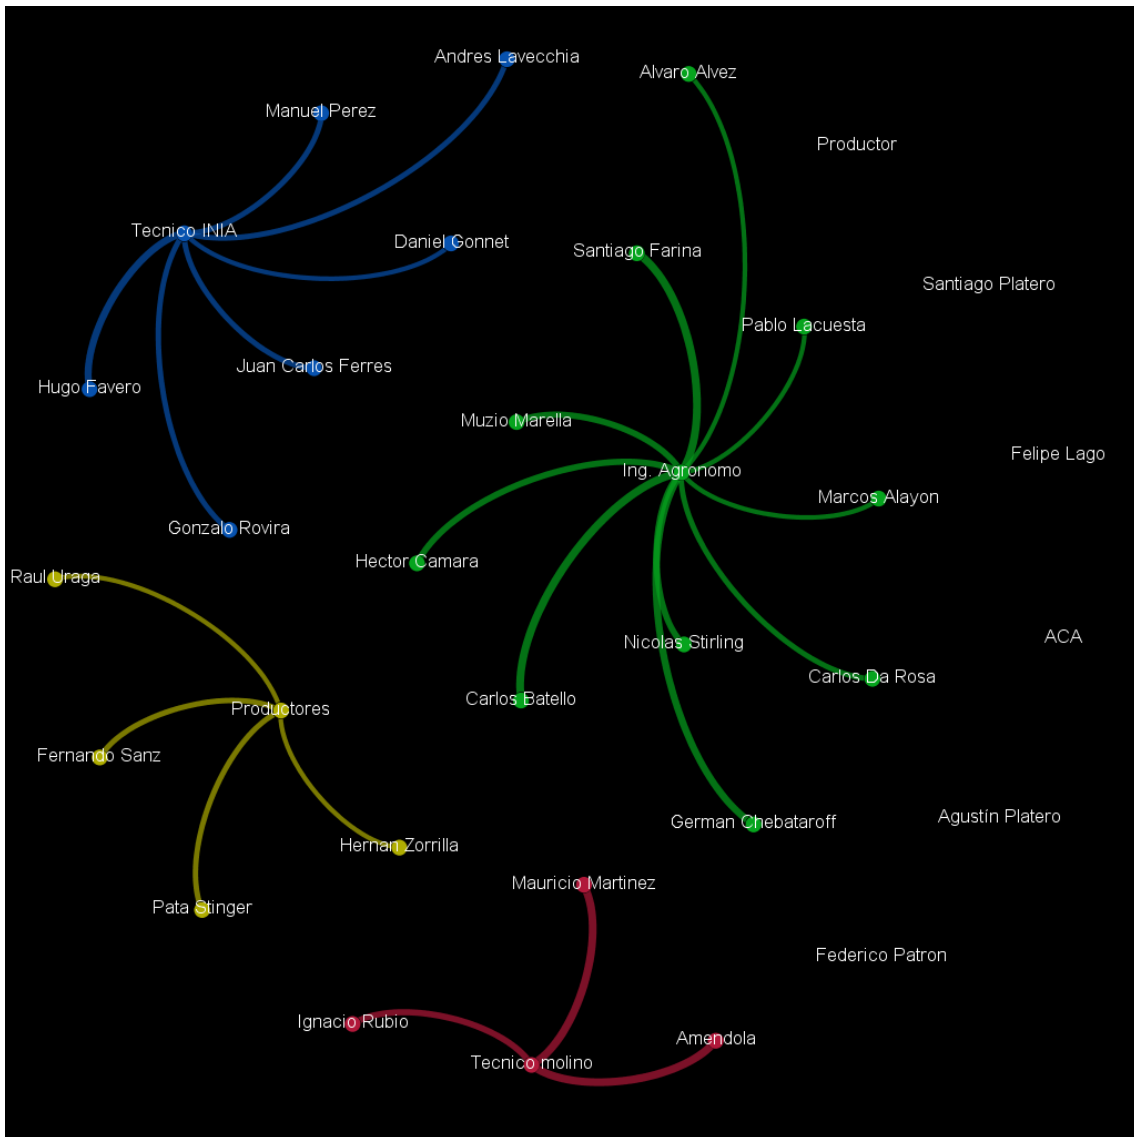 Andres Lavecchia
Alvaro Alvez
Manuel Perez
Productor
Tecnico INIA
Daniel Gonnet
Santiago Farina
Santiago Platero
Pablo Lacuesta
Juan Carlos Ferres
Hugo Favero
Muzio Marella
Felipe Lago
Ing. Agronomo
Marcos Alayon
Gonzalo Rovira
Hector Camara
Raul Uraga
ACA
Nicolas Stirling
Carlos Da Rosa
Carlos Batello
Productores
Fernando Sanz
Agustín Platero
German Chebataroff
Hernan Zorrilla
Mauricio Martinez
Pata Stinger
Federico Patron
Ignacio Rubio
Amendola
Tecnico molino